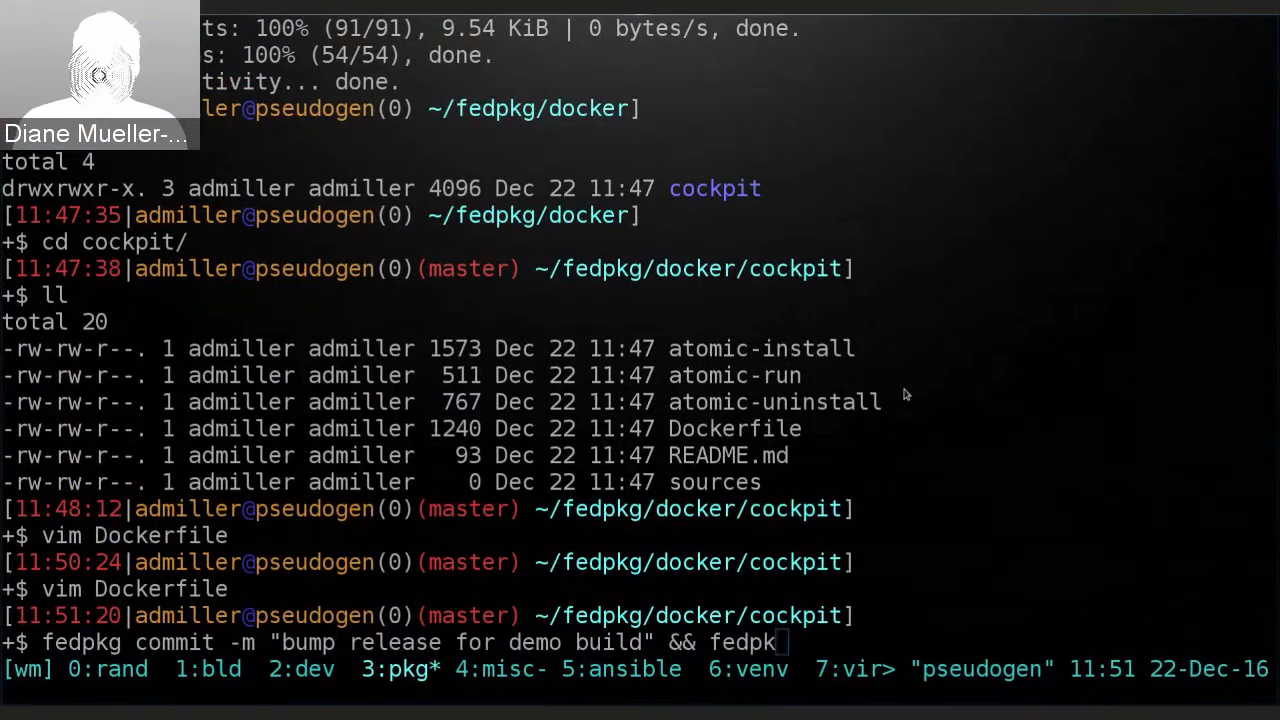 ts: 100% (91/91), 9.54 KiB | 0 bytes/s, done.
s: 100% (54/54), done.
tivity... done.
ler@pseudogen(0) ~/fedpkg/docker]
Diane Mueller-...
total 4
drwxrwxr-x. 3 admiller admiller 4096 Dec 22 11:47 cockpit
[11:47:35|admiller@pseudogen(0) ~/fedpkg/docker]
+$ cd cockpit/
[11:47:38|admiller@pseudogen(0)(master) ~/fedpkg/docker/cockpit]
+$ ll
total 20
-rw-rw-r--. 1 admiller admiller 1573 Dec 22 11:47 atomic-install
-rw-rw-r--. 1 admiller admiller  511 Dec 22 11:47 atomic-run
-rw-rw-r--. 1 admiller admiller  767 Dec 22 11:47 atomic-uninstall
-rw-rw-r--. 1 admiller admiller 1240 Dec 22 11:47 Dockerfile
-rw-rw-r--. 1 admiller admiller   93 Dec 22 11:47 README.md
-rw-rw-r--. 1 admiller admiller    0 Dec 22 11:47 sources
[11:48:12|admiller@pseudogen(0)(master) ~/fedpkg/docker/cockpit]
+$ vim Dockerfile
[11:50:24|admiller@pseudogen(0)(master) ~/fedpkg/docker/cockpit]
+$ vim Dockerfile
[11:51:20|admiller@pseudogen(0)(master) ~/fedpkg/docker/cockpit]
+$ fedpkg commit -m "bump release for demo build" && fedpk
[wm] 0:rand  1:bld  2:dev  3:pkg* 4:misc- 5:ansible  6:venv  7:vir> "pseudogen" 11:51 22-Dec-16